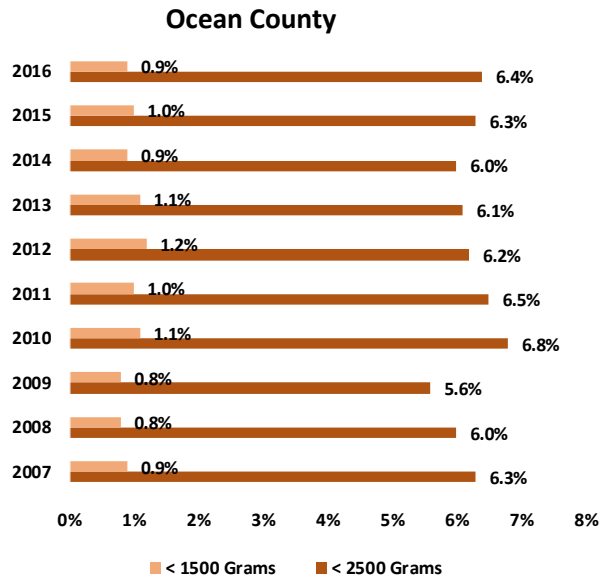 Ocean County
2016 0.9% 6.4%
2015 1.0% 6.3%
2014 0.9% 6.0%
2013 1.1% 6.1%
2012 1.2% 6.2%
2011 1.0% 6.5%
2010 1.1% 6.8%
2009 0.8% 5.6%
2008 0.8% 6.0%
2007 0.9% 6.3%
0% 1% 2% 3% 4% 5% 6% 7% 8%
< 1500 Grams < 2500 Grams